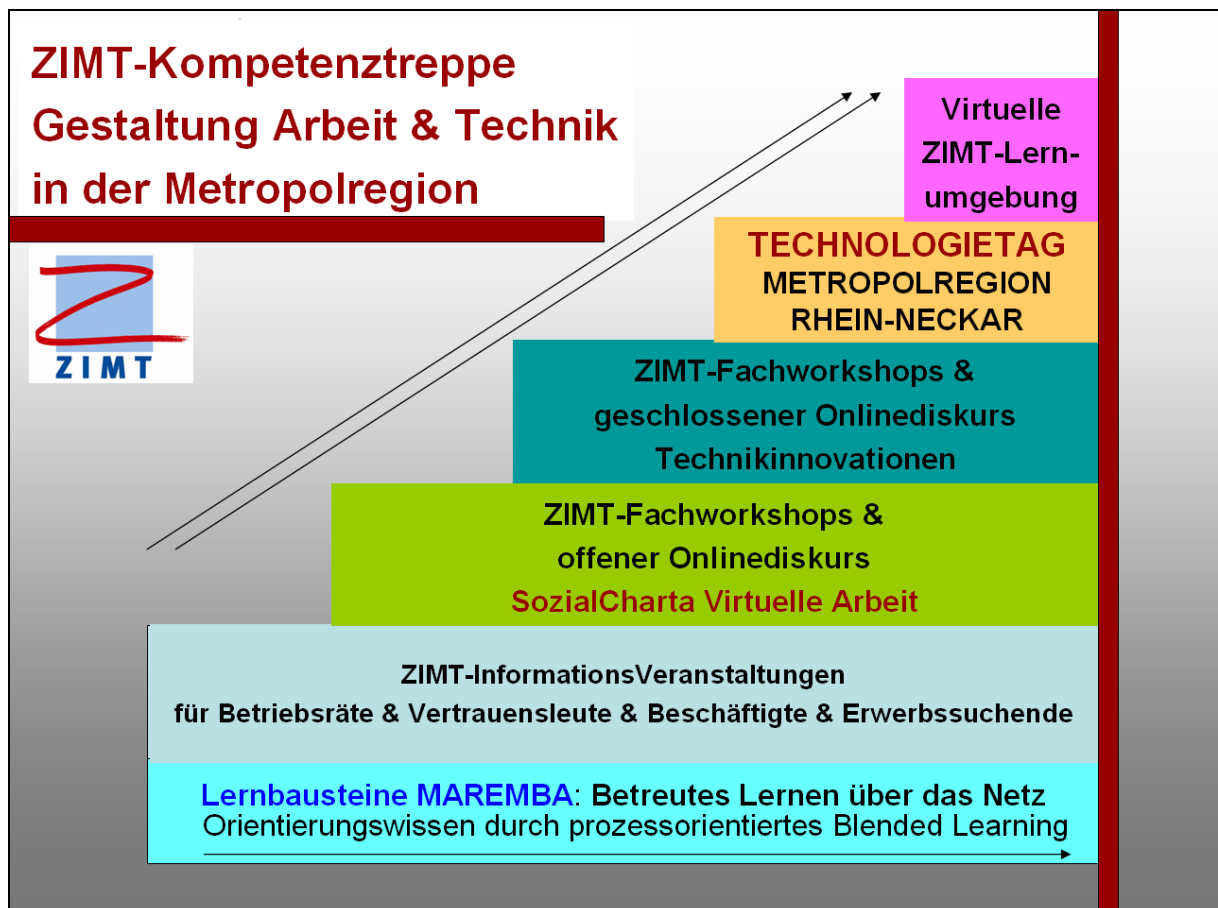 ZIMT-Kompetenztreppe
Gestaltung Arbeit & Technik
in der Metropolregion
ZIMT
Virtuelle
ZIMT-Lern-
umgebung
TECHNOLOGIETAG
METROPOLREGION
RHEIN-NECKAR
ZIMT-Fachworkshops &
geschlossener Onlinediskurs
Technikinnovationen
ZIMT-Fachworkshops &
offener Onlinediskurs
SozialCharta Virtuelle Arbeit
ZIMT-InformationsVeranstaltungen
für Betriebsräte & Vertrauensleute & Beschäftigte & Erwerbssuchende
Lernbausteine MAREMBA: Betreutes Lernen über das Netz
Orientierungswissen durch prozessorientiertes Blended Learning